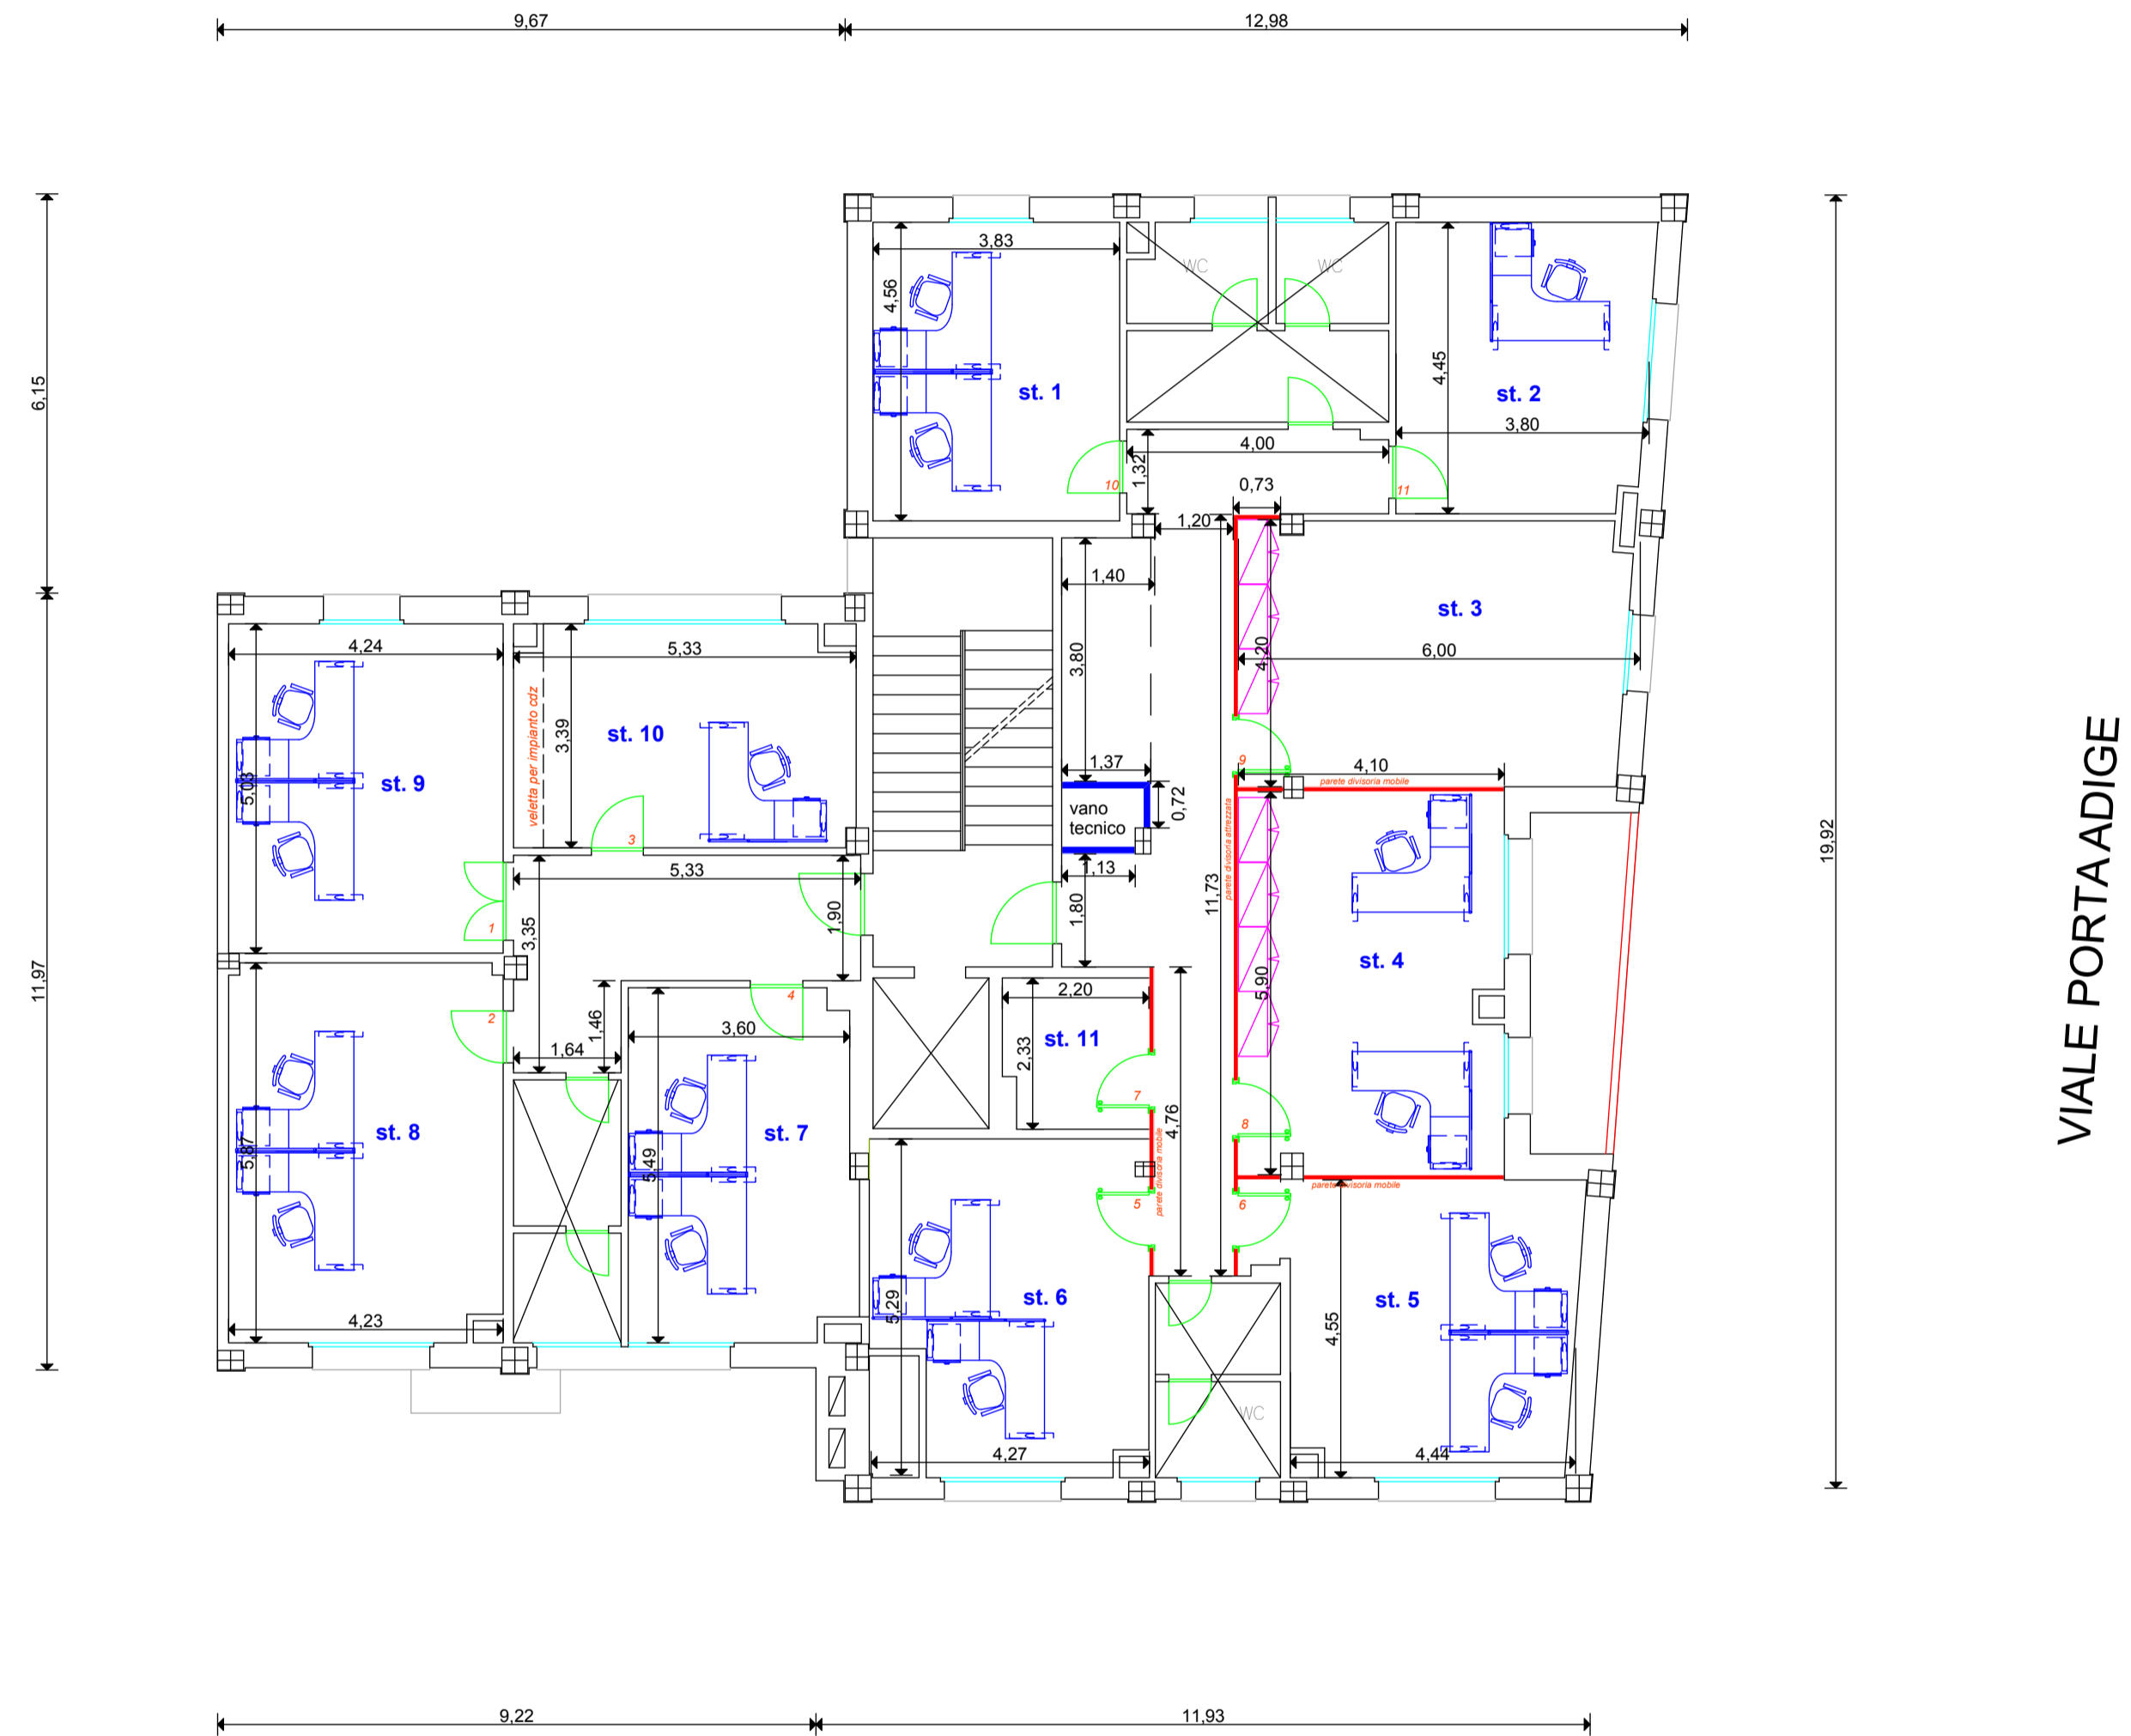 9,67
12,98
6,15
11,97
19,92
VIALE PORTA ADIGE
3,83
4,56
st. 1
WC
WC
4,45
st. 2
3,80
4,00
1,32
10
11
0,73
1,20
1,40
3,80
4,20
st. 3
6,00
4,24
5,33
3,39
velletta per impianto cdz
st. 10
st. 9
5,03
3
1,37
0,72
vano
tecnico
9
4,10
parete divisoria mobile
parete divisoria attrezzata
5,33
1,13
1,90
1,80
11,73
3,35
1
st. 4
5,90
2,20
4
2
1,46
3,60
1,64
st. 11
2,33
7
4,76
8
st. 8
5,87
st. 7
5,49
parete divisoria mobile
parete divisoria mobile
5
6
5,29
st. 6
st. 5
4,55
4,23
WC
4,27
4,44
9,22
11,93